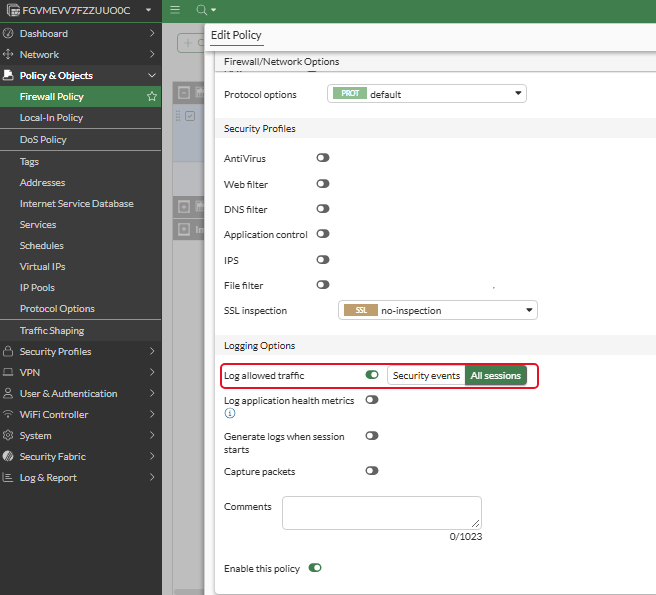 FGVMEVV7FZZUUO0C
Dashboard
Network
Policy & Objects
Firewall Policy
Local-In Policy
DoS Policy
Tags
Addresses
Internet Service Database
Services
Schedules
Virtual IPs
IP Pools
Protocol Options
Traffic Shaping
Security Profiles
VPN
User & Authentication
WiFi Controller
System
Security Fabric
Log & Report
Edit Policy
Firewall/Network Options
Protocol options PROT default
Security Profiles
AntiVirus
Web filter
DNS filter
Application control
IPS
File filter
SSL inspection SSL no-inspection
Logging Options
Log allowed traffic Security events All sessions
Log application health metrics
Generate logs when session
starts
Capture packets
Comments
0/1023
Enable this policy